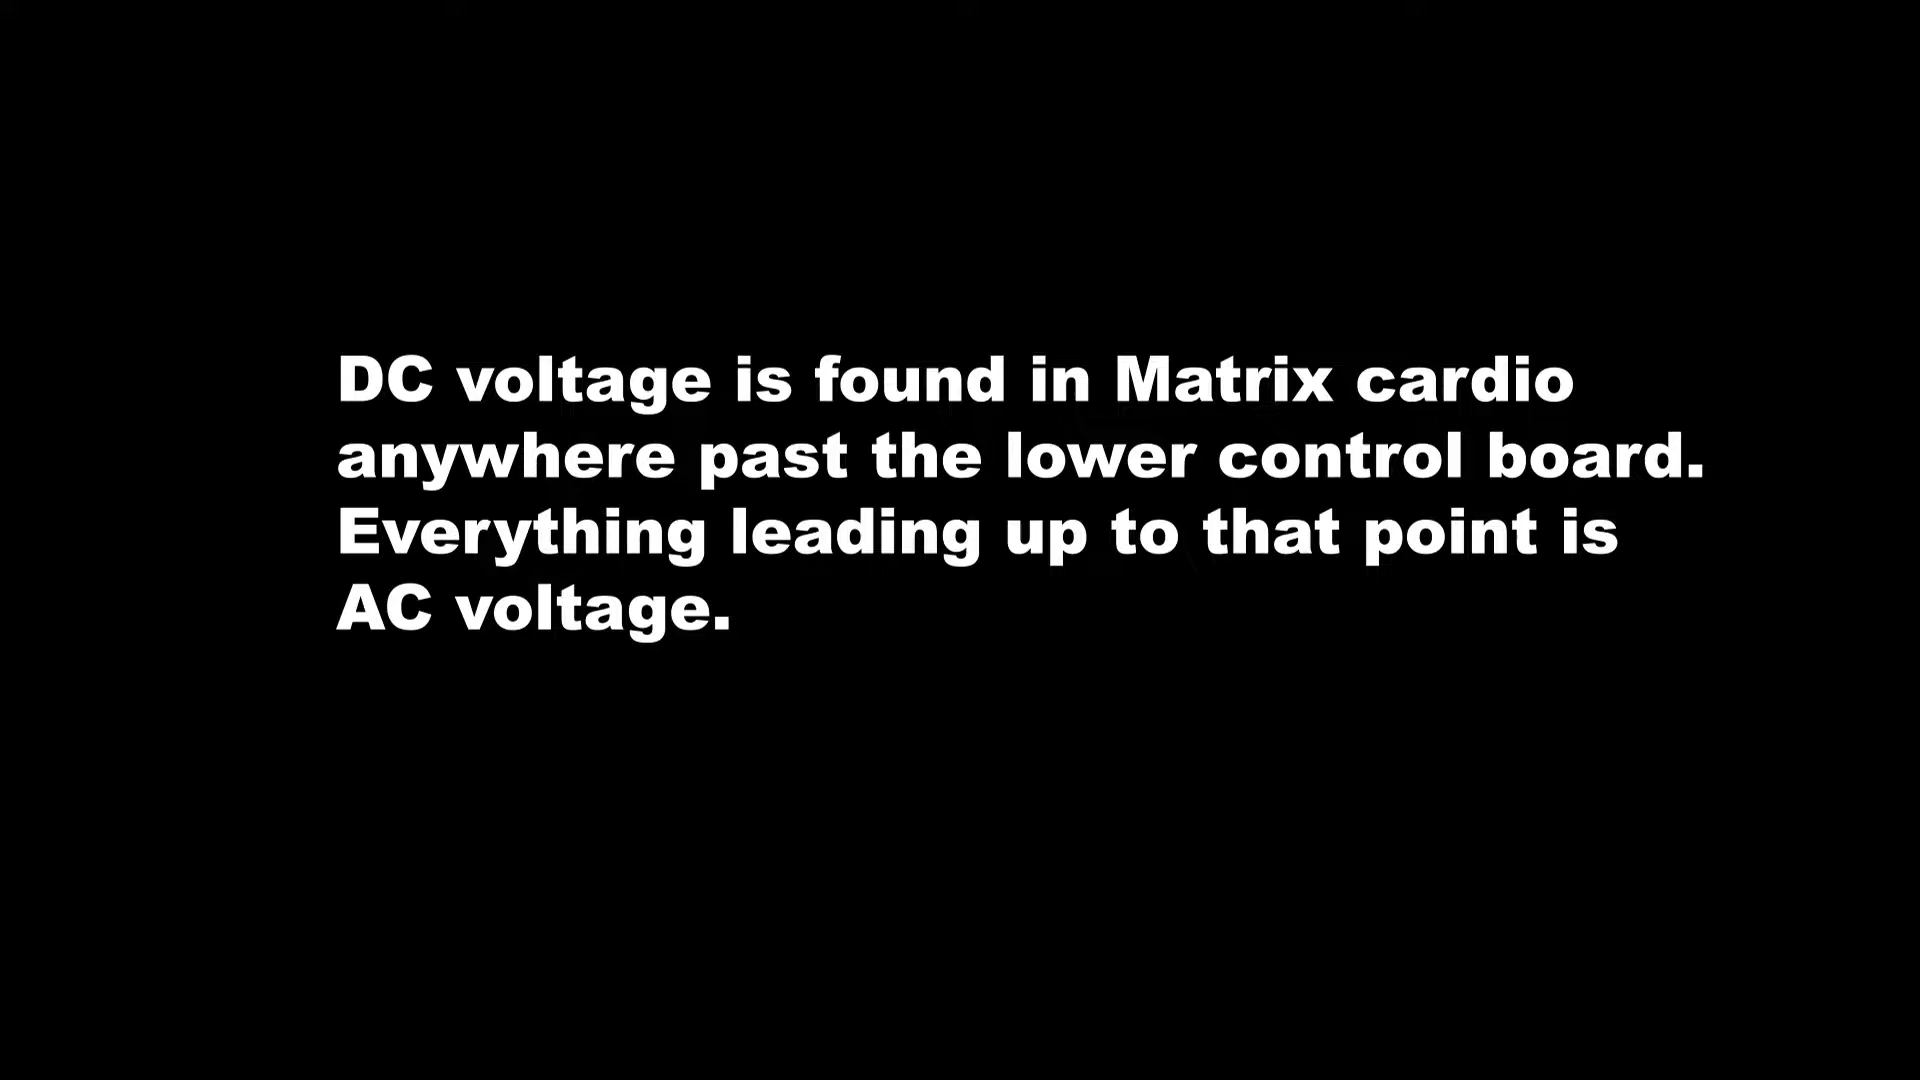 DC voltage is found in Matrix cardio
anywhere past the lower control board.
Everything leading up to that point is
AC voltage.